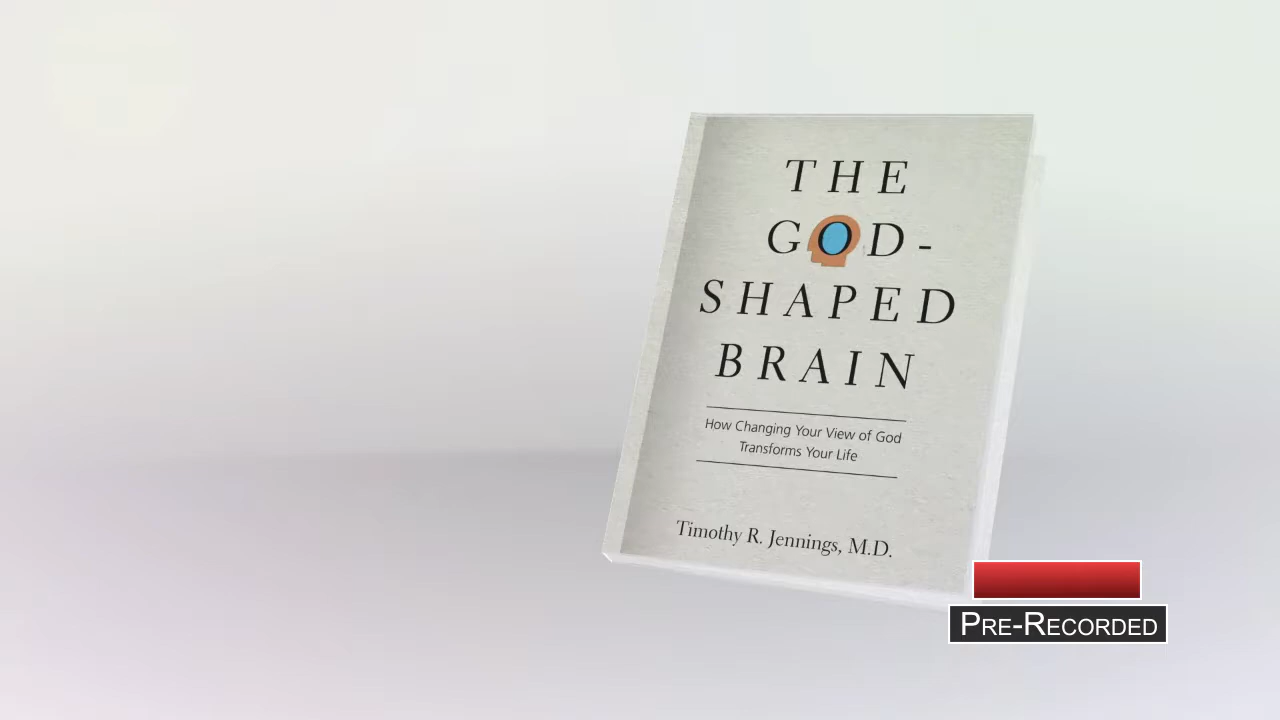 THE
GOD-
SHAPED
BRAIN
How Changing Your View of God
Transforms Your Life
Timothy R. Jennings, M.D.
PRE-RECORDED